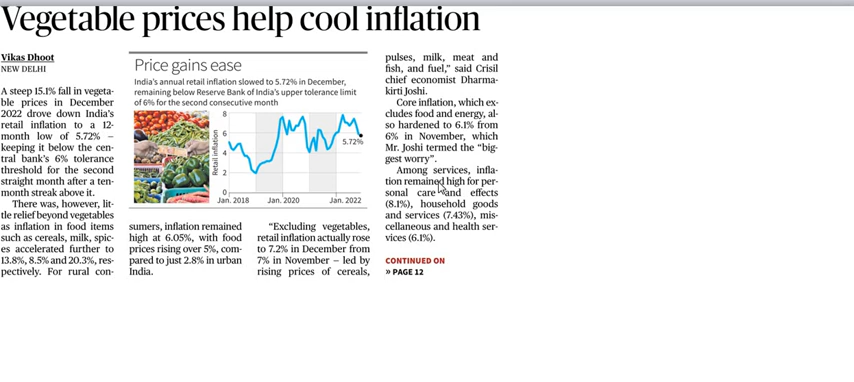 Vegetable prices help cool inflation
Vikas Dhoot
NEW DELHI
A steep 15.1% fall in vegeta-
ble prices in December
2022 drove down India's
retail inflation to a 12-
month low of 5.72% –
keeping it below the cen-
tral bank's 6% tolerance
threshold for the second
straight month after a ten-
month streak above it.
There was, however, lit-
tle relief beyond vegetables
as inflation in food items
such as cereals, milk, spic-
es accelerated further to
13.8%, 8.5% and 20.3%, res-
pectively. For rural con-
Price gains ease
India's annual retail inflation slowed to 5.72% in December,
remaining below Reserve Bank of India's upper tolerance limit
of 6% for the second consecutive month
Retail inflation
8
6
4
2
0
5.72%
Jan. 2018
Jan. 2020
Jan. 2022
sumers, inflation remained
high at 6.05%, with food
prices rising over 5%, com-
pared to just 2.8% in urban
India.
“Excluding vegetables,
retail inflation actually rose
to 7.2% in December from
7% in November – led by
rising prices of cereals,
pulses, milk, meat and
fish, and fuel,” said Crisil
chief economist Dharma-
kirti Joshi.
Core inflation, which ex-
cludes food and energy, al-
so hardened to 6.1% from
6% in November, which
Mr. Joshi termed the “big-
gest worry”.
Among services, infla-
tion remained high for per-
sonal care and effects
(8.1%), household goods
and services (7.43%), mis-
cellaneous and health ser-
vices (6.1%).
CONTINUED ON
» PAGE 12